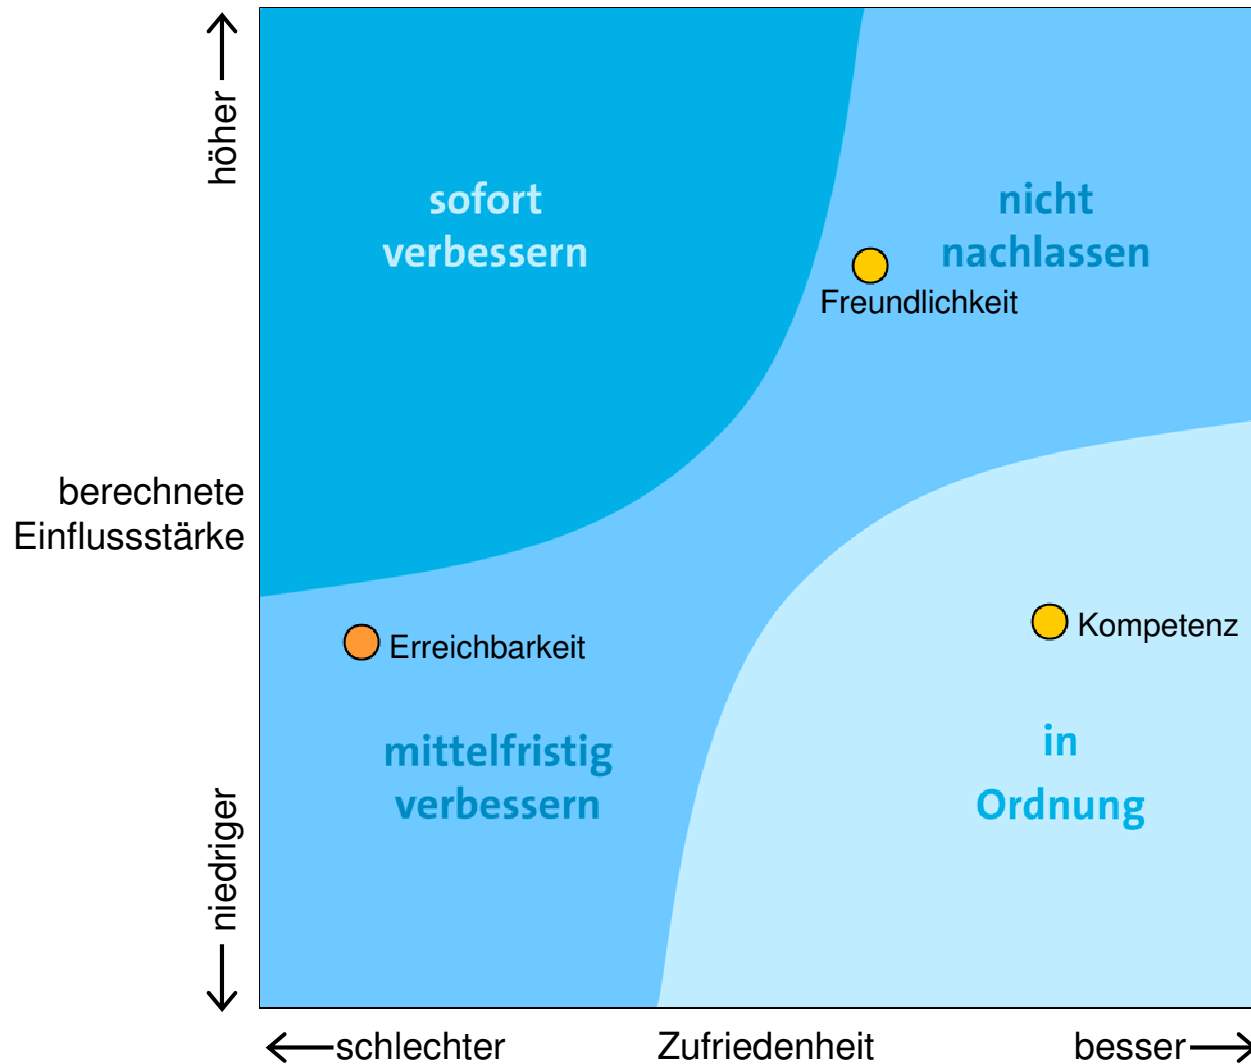 höher
sofort
verbessern
nicht
nachlassen
Freundlichkeit
berechnete
Einflussstärke
Erreichbarkeit
Kompetenz
mittelfristig
verbessern
in
Ordnung
niedriger
schlechter
Zufriedenheit
besser